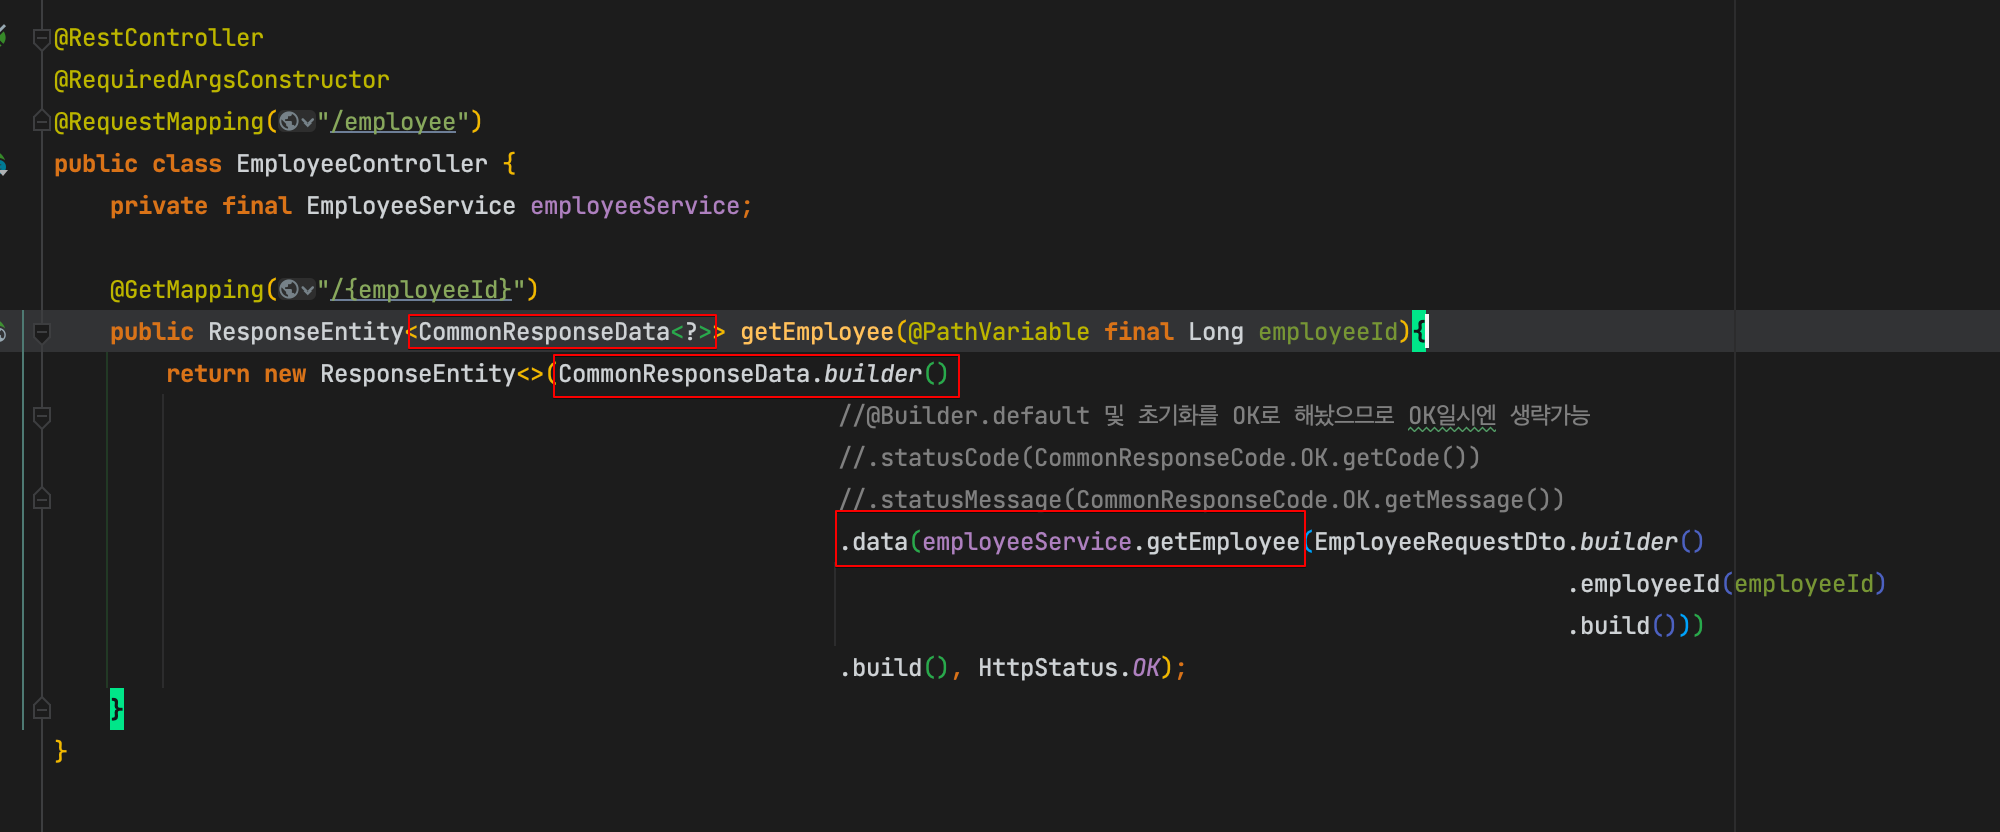 @RestController
@RequiredArgsConstructor
@RequestMapping("/employee")
public class EmployeeController {
private final EmployeeService employeeService;
@GetMapping("/{employeeId}")
public ResponseEntity<CommonResponseData<?>> getEmployee(@PathVariable final Long employeeId){
return new ResponseEntity<>(CommonResponseData.builder()
//@Builder.default 및 초기화를 OK로 해놨으므로 OK일시엔 생략가능
//.statusCode(CommonResponseCode.OK.getCode())
//.statusMessage(CommonResponseCode.OK.getMessage())
.data(employeeService.getEmployee(EmployeeRequestDto.builder()
.employeeId(employeeId)
.build()))
.build(), HttpStatus.OK);
}
}